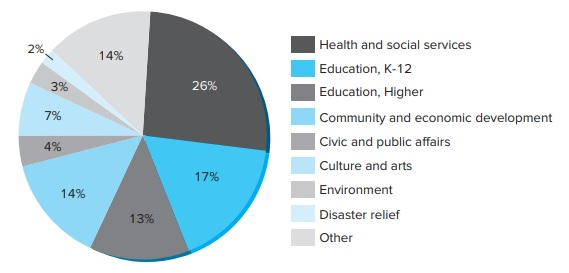 2%
14%
26%
3%
7%
4%
17%
14%
13%
Health and social services
Education, K-12
Education, Higher
Community and economic development
Civic and public affairs
Culture and arts
Environment
Disaster relief
Other